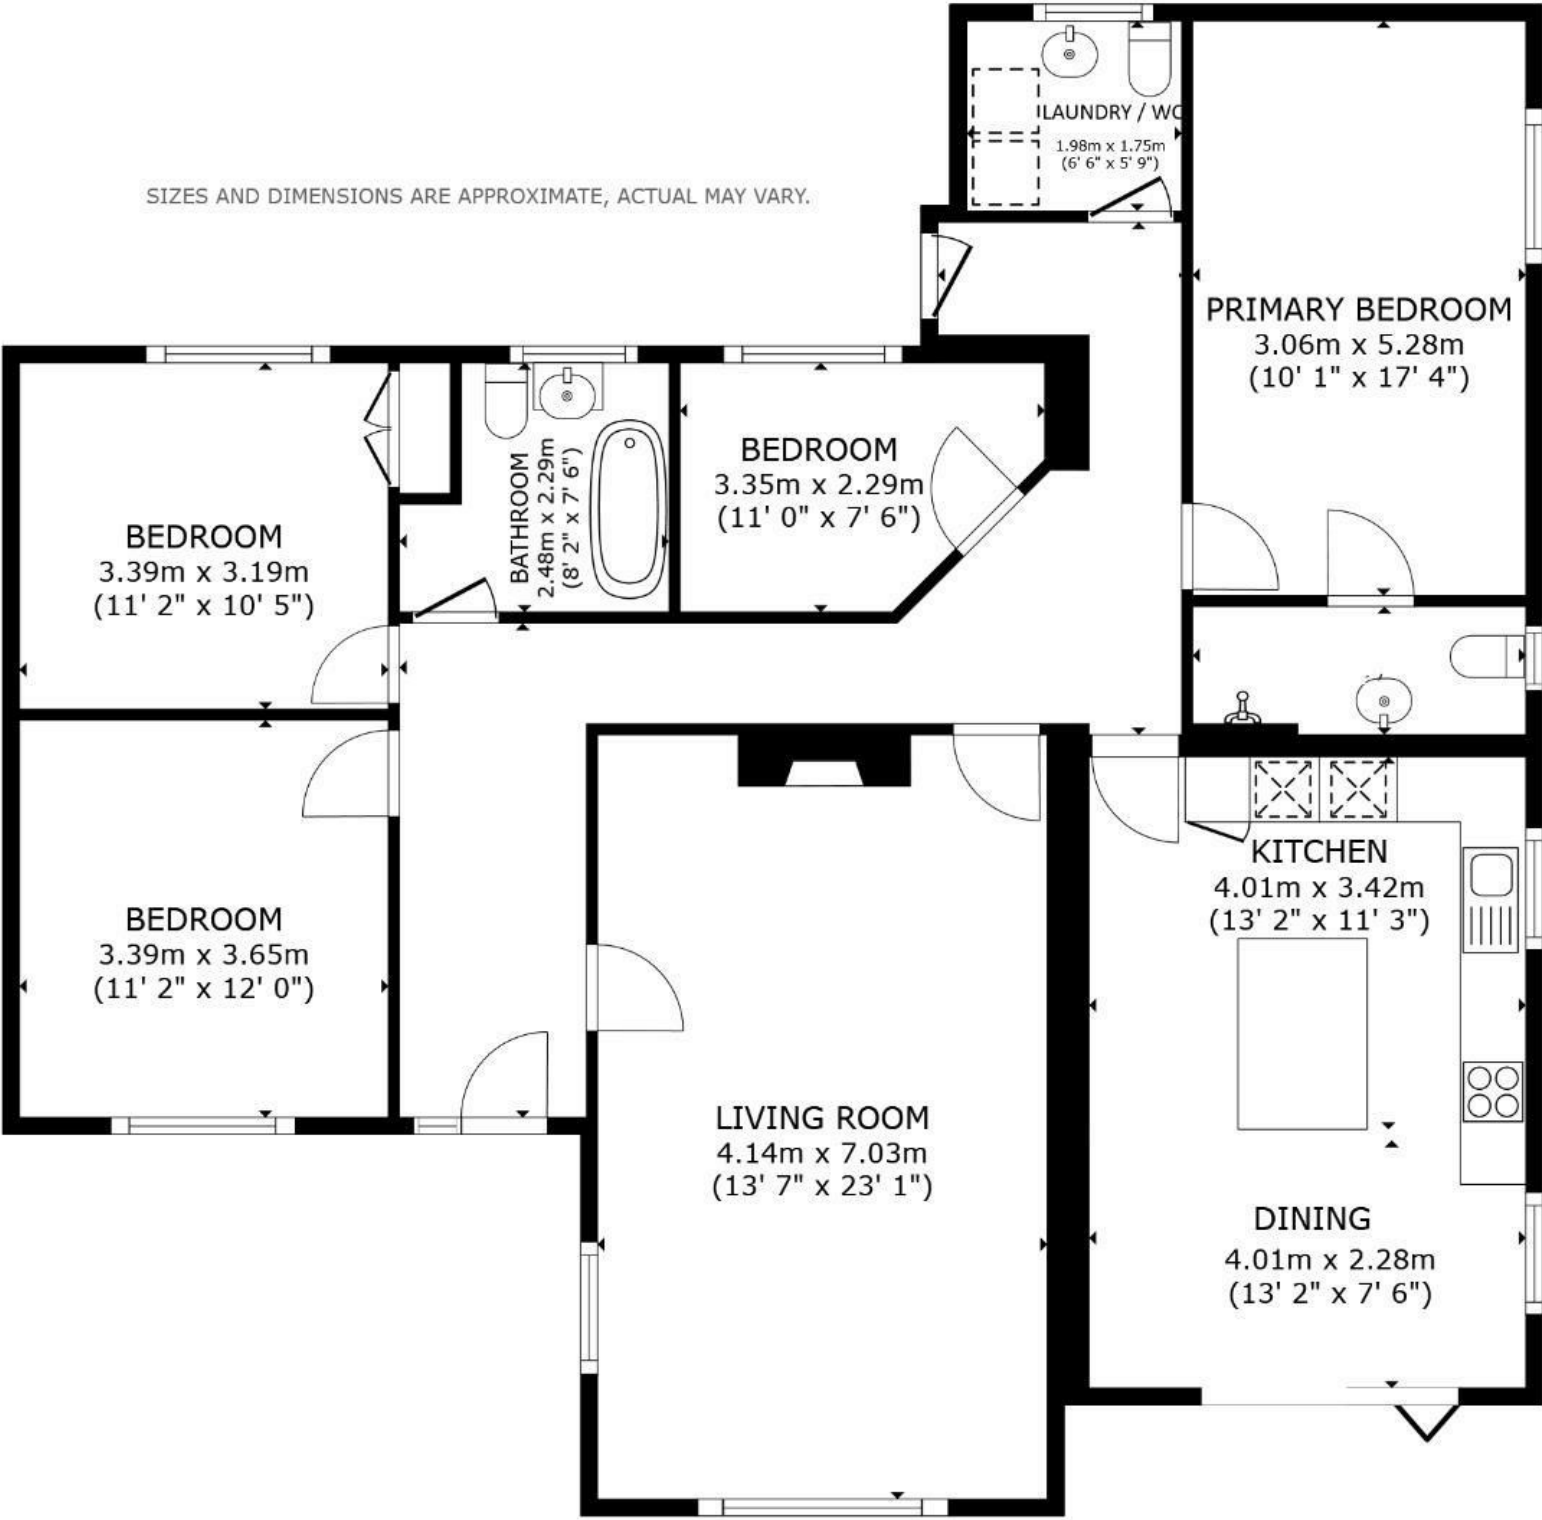 LAUNDRY / WC
1.98m x 1.75m
(6' 6" x 5' 9")
SIZES AND DIMENSIONS ARE APPROXIMATE, ACTUAL MAY VARY.
PRIMARY BEDROOM
3.06m x 5.28m
(10' 1" x 17' 4")
BEDROOM
3.39m x 3.19m
(11' 2" x 10' 5")
BATHROOM
2.48m x 2.29m
(8' 2" x 7' 6")
BEDROOM
3.35m x 2.29m
(11' 0" x 7' 6")
BEDROOM
3.39m x 3.65m
(11' 2" x 12' 0")
KITCHEN
4.01m x 3.42m
(13' 2" x 11' 3")
LIVING ROOM
4.14m x 7.03m
(13' 7" x 23' 1")
DINING
4.01m x 2.28m
(13' 2" x 7' 6")